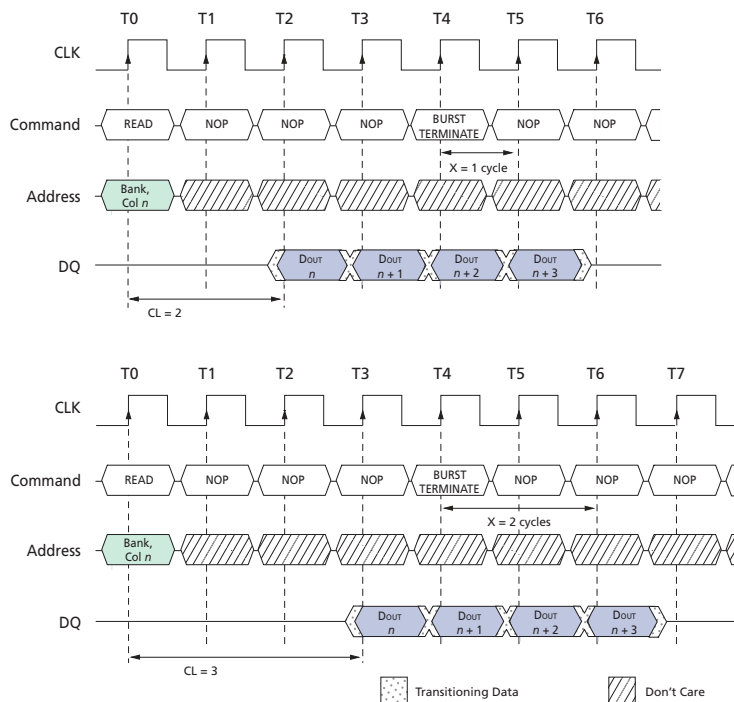 T0 T1 T2 T3 T4 T5 T6
CLK
Command READ NOP NOP NOP BURST TERMINATE NOP NOP
X = 1 cycle
Address Bank, Col n
DQ DOUT n DOUT n + 1 DOUT n + 2 DOUT n + 3
CL = 2
T0 T1 T2 T3 T4 T5 T6 T7
CLK
Command READ NOP NOP NOP BURST TERMINATE NOP NOP NOP
X = 2 cycles
Address Bank, Col n
DQ DOUT n DOUT n + 1 DOUT n + 2 DOUT n + 3
CL = 3
Transitioning Data Don't Care